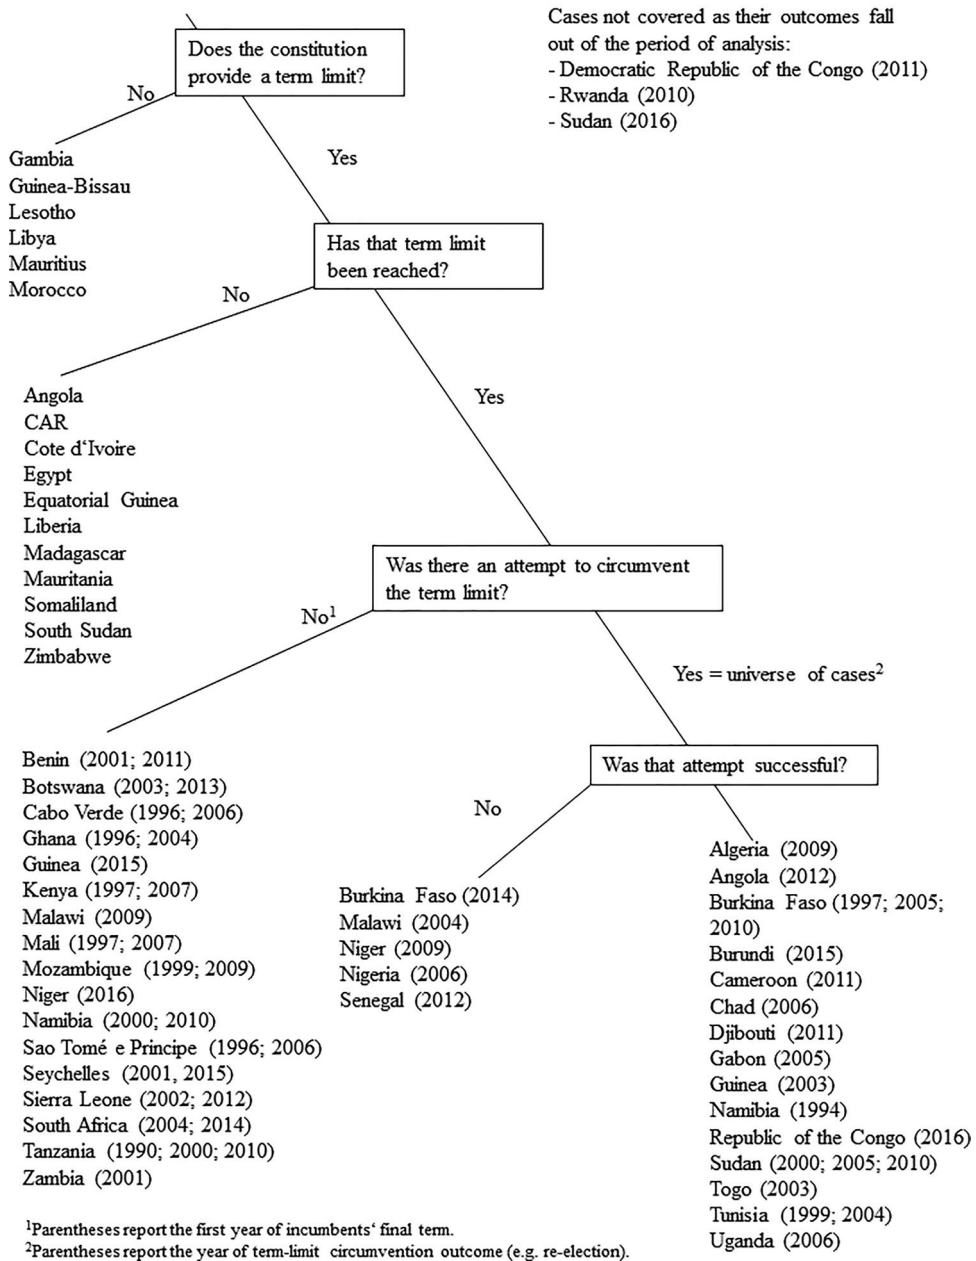 Does the constitution
provide a term limit?
Cases not covered as their outcomes fall
out of the period of analysis:
- Democratic Republic of the Congo (2011)
- Rwanda (2010)
- Sudan (2016)
No
Yes
Gambia
Guinea-Bissau
Lesotho
Libya
Mauritius
Morocco
Has that term limit
been reached?
No
Yes
Angola
CAR
Cote d‘Ivoire
Egypt
Equatorial Guinea
Liberia
Madagascar
Mauritania
Somaliland
South Sudan
Zimbabwe
Was there an attempt to circumvent
the term limit?
No¹
Yes = universe of cases²
Benin (2001; 2011)
Botswana (2003; 2013)
Cabo Verde (1996; 2006)
Ghana (1996; 2004)
Guinea (2015)
Kenya (1997; 2007)
Malawi (2009)
Mali (1997; 2007)
Mozambique (1999; 2009)
Niger (2016)
Namibia (2000; 2010)
Sao Tomé e Principe (1996; 2006)
Seychelles (2001, 2015)
Sierra Leone (2002; 2012)
South Africa (2004; 2014)
Tanzania (1990; 2000; 2010)
Zambia (2001)
Was that attempt successful?
No
Burkina Faso (2014)
Malawi (2004)
Niger (2009)
Nigeria (2006)
Senegal (2012)
Algeria (2009)
Angola (2012)
Burkina Faso (1997; 2005;
2010)
Burundi (2015)
Cameroon (2011)
Chad (2006)
Djibouti (2011)
Gabon (2005)
Guinea (2003)
Namibia (1994)
Republic of the Congo (2016)
Sudan (2000; 2005; 2010)
Togo (2003)
Tunisia (1999; 2004)
Uganda (2006)
¹Parentheses report the first year of incumbents‘ final term.
²Parentheses report the year of term-limit circumvention outcome (e.g. re-election).